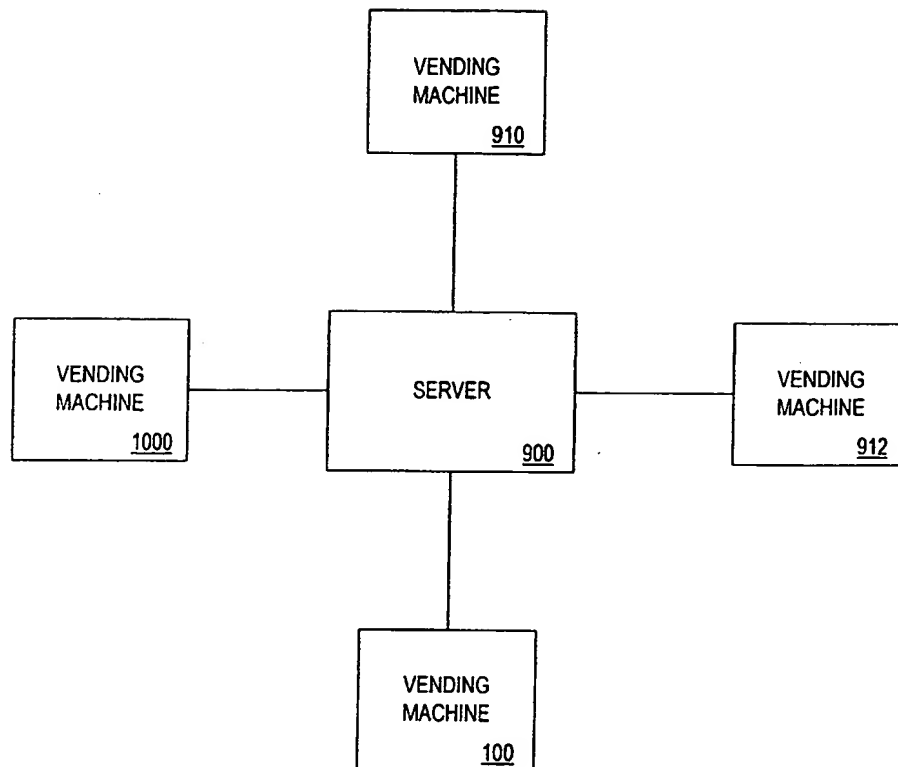 VENDING
MACHINE
910
VENDING
MACHINE
1000
SERVER
900
VENDING
MACHINE
912
VENDING
MACHINE
100